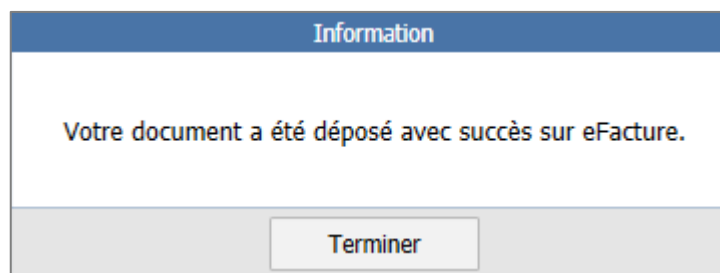 Information
Votre document a été déposé avec succès sur eFacture.
Terminer